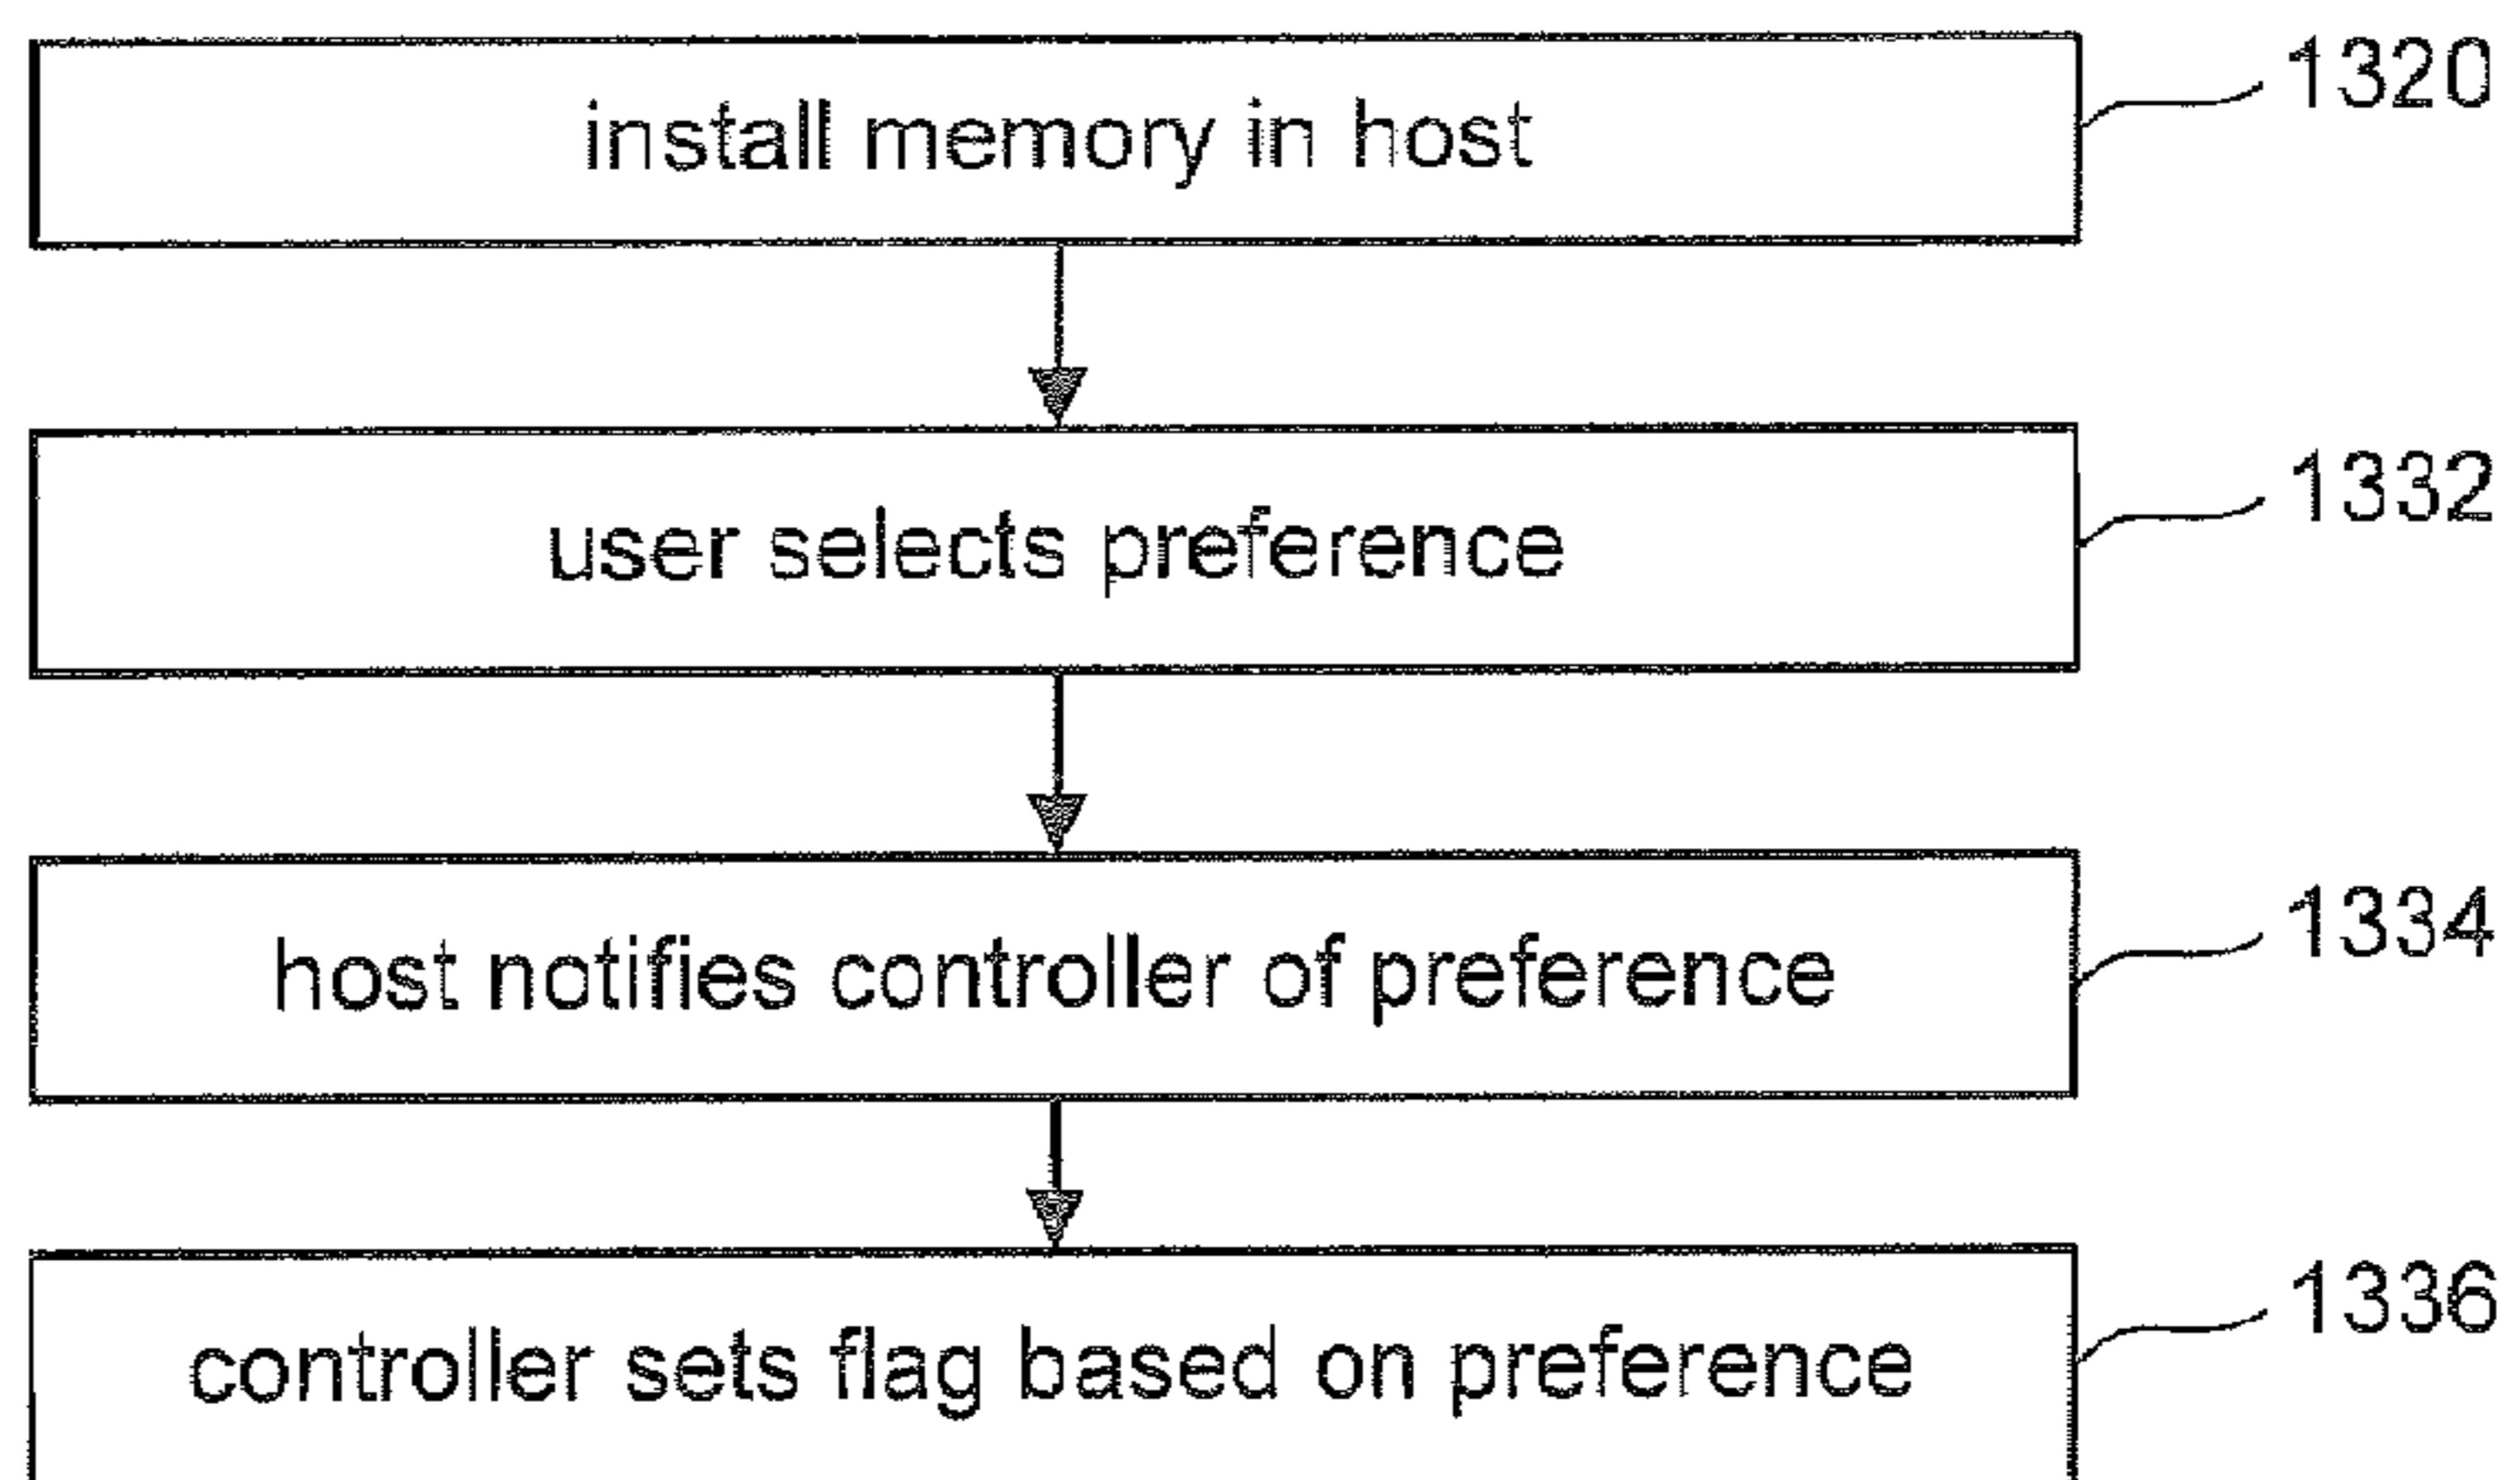 install memory in host
1320
user selects preference
1332
host notifies controller of preference
1334
controller sets flag based on preference
1336